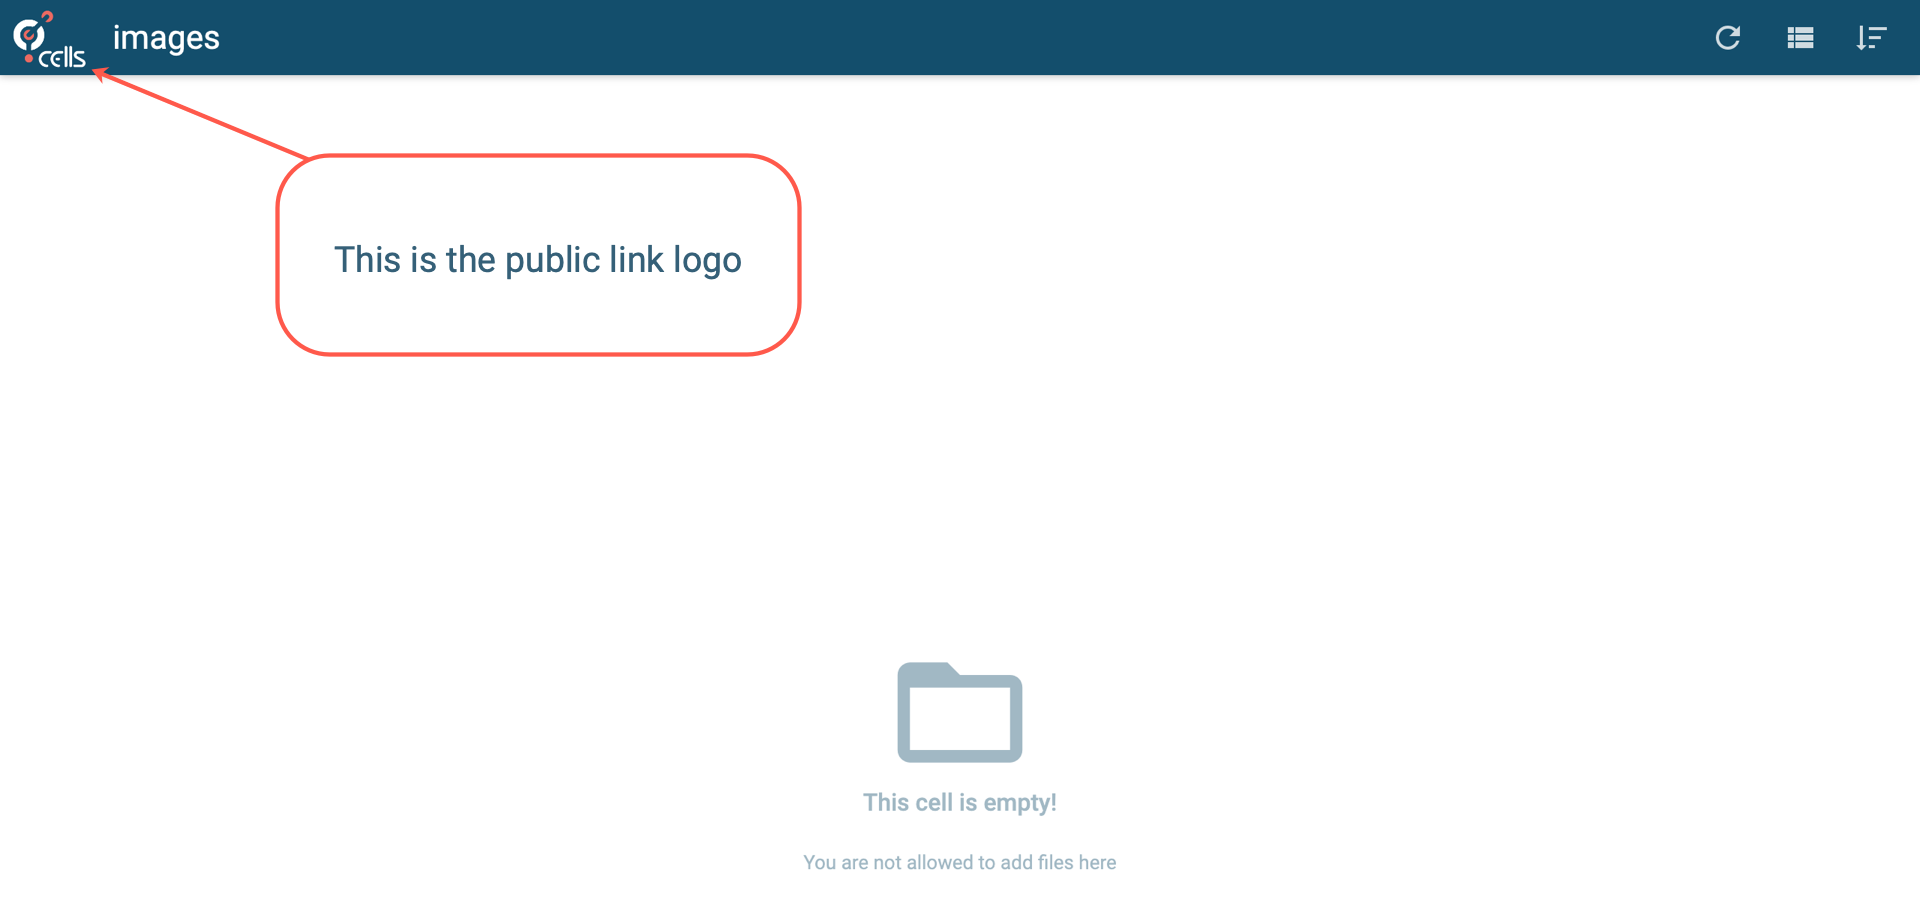 cells
images
This is the public link logo
This cell is empty!
You are not allowed to add files here